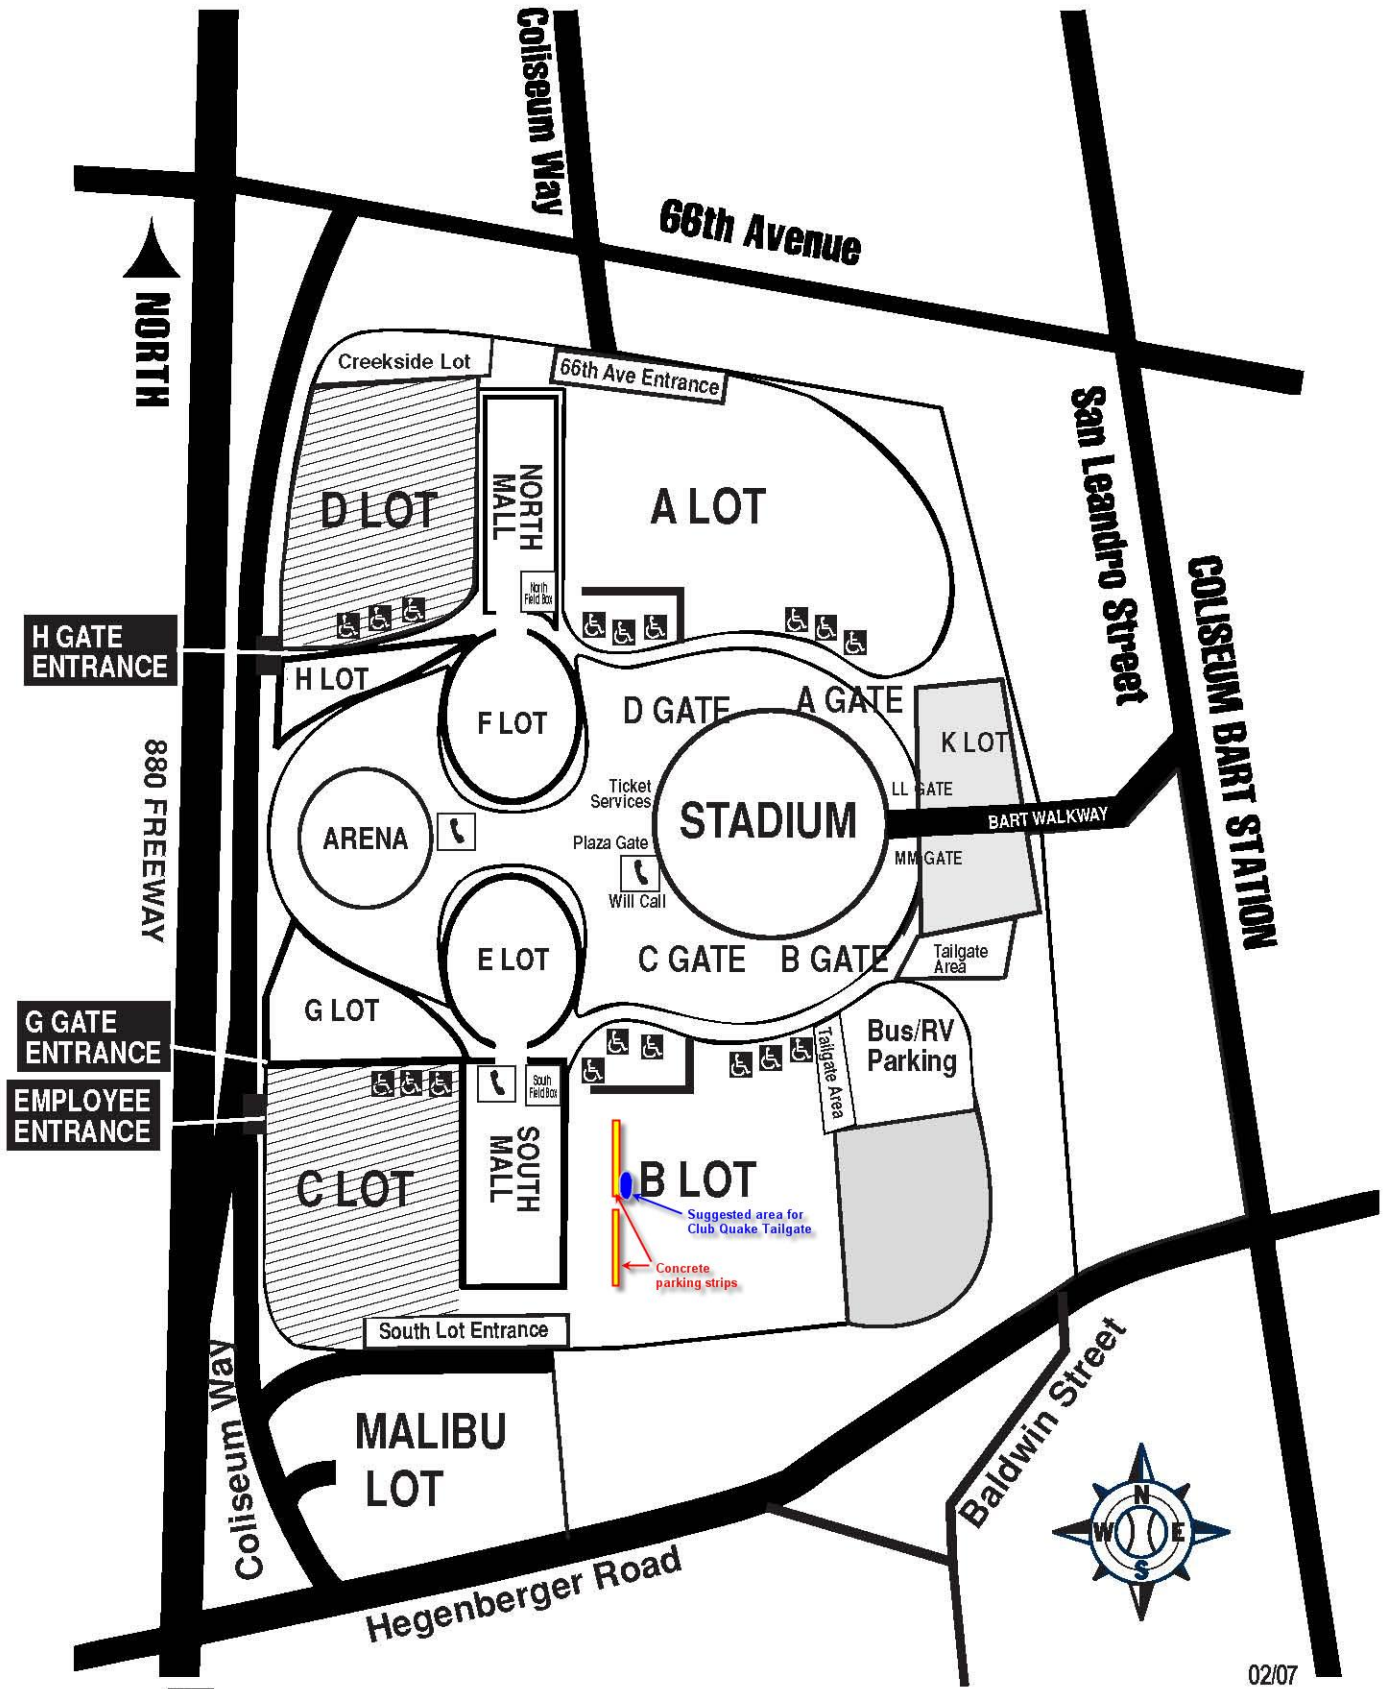 Coliseum Way
66th Avenue
NORTH
Creekside Lot
66th Ave Entrance
San Leandro Street
D LOT
NORTH
MALL
A LOT
North
Field Box
COLISEUM BART STATION
H GATE
ENTRANCE
H LOT
F LOT
D GATE
A GATE
K LOT
880 FREEWAY
Ticket
Services
LL GATE
ARENA
STADIUM
BART WALKWAY
Plaza Gate
MM GATE
Will Call
E LOT
C GATE
B GATE
Tailgate
Area
G LOT
G GATE
ENTRANCE
Bus/RV
Parking
Tailgate Area
EMPLOYEE
ENTRANCE
South
Field Box
C LOT
SOUTH
MALL
B LOT
Suggested area for
Club Quake Tailgate
Concrete
parking strips
South Lot Entrance
Coliseum Way
MALIBU
LOT
Baldwin Street
Hegenberger Road
N
W
E
S
02/07